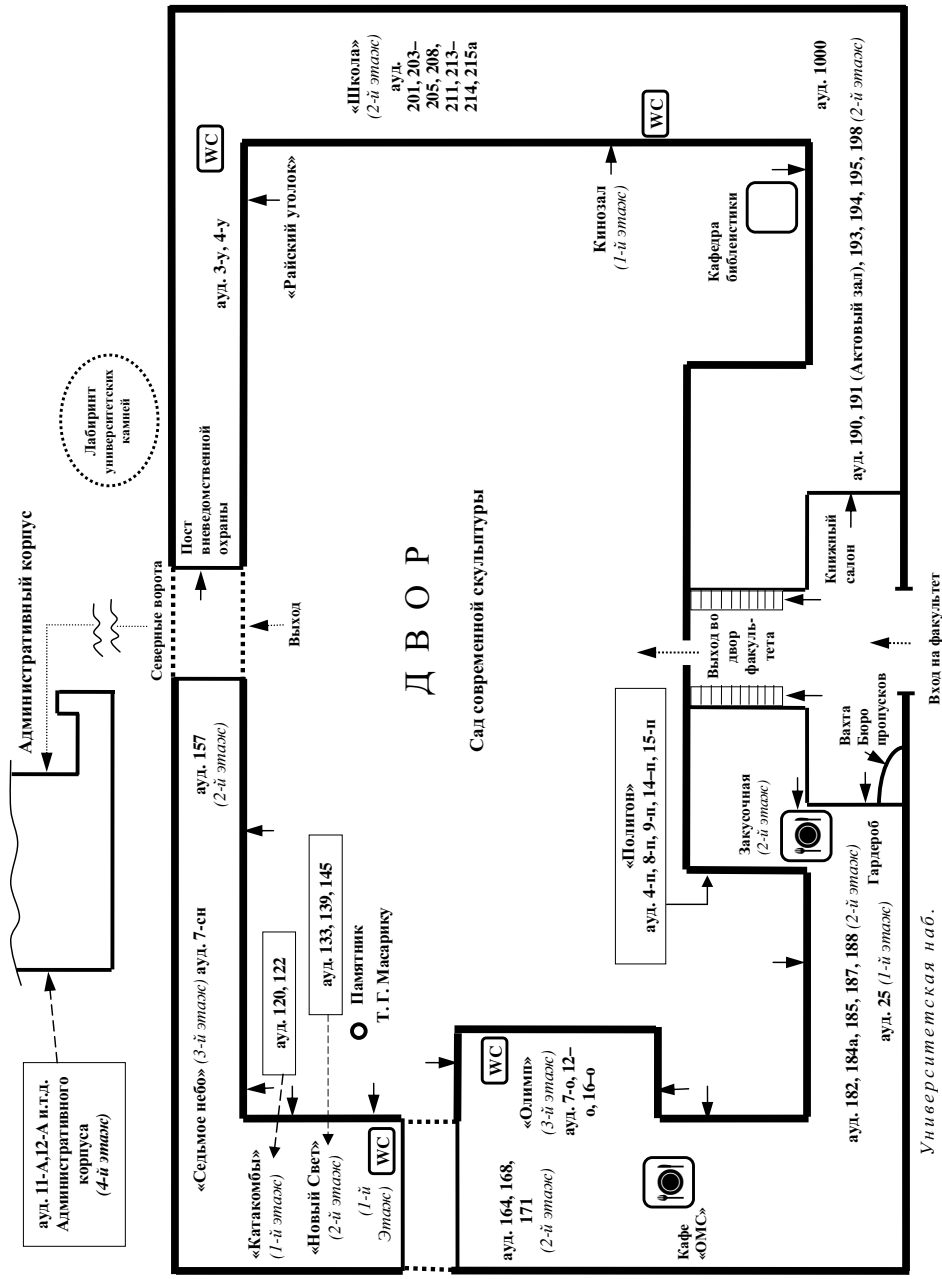 ауд. 11-А,12-А и.т.д.
Административного
корпуса
(4-й этаж)
Административный корпус
Лабиринт
университетских
камней
Северные ворота
«Седьмое небо» (3-й этаж) ауд. 7-сн
ауд. 157
(2-й этаж)
Пост
вневедомственной
охраны
ауд. 3-у, 4-у
WC
Выход
«Райский уголок»
«Катакомбы»
(1-й этаж)
ауд. 120, 122
«Новый Свет»
(2-й этаж)
ауд. 133, 139, 145
WC
(1-й
Этаж)
Памятник
Т. Г. Масарику
«Школа»
(2-й этаж)
ауд.
201, 203–
205, 208,
211, 213–
214, 215а
Д В О Р
Сад современной скульптуры
WC
Кинозал
(1-й этаж)
ауд. 164, 168,
171
(2-й этаж)
WC
«Олимп»
(3-й этаж)
ауд. 7-о, 12–
о, 16–о
«Полигон»
ауд. 4-п, 8-п, 9-п, 14–п, 15-п
Кафедра
библеистики
Кафе
«ОМС»
Закусочная
(2-й этаж)
Выход во
двор
факуль-
тета
ауд. 1000
ауд. 182, 184а, 185, 187, 188 (2-й этаж)
ауд. 25 (1-й этаж)
Гардероб
Вахта
Бюро
пропусков
Книжный
салон
ауд. 190, 191 (Актовый зал), 193, 194, 195, 198 (2-й этаж)
Университетская наб.
Вход на факультет